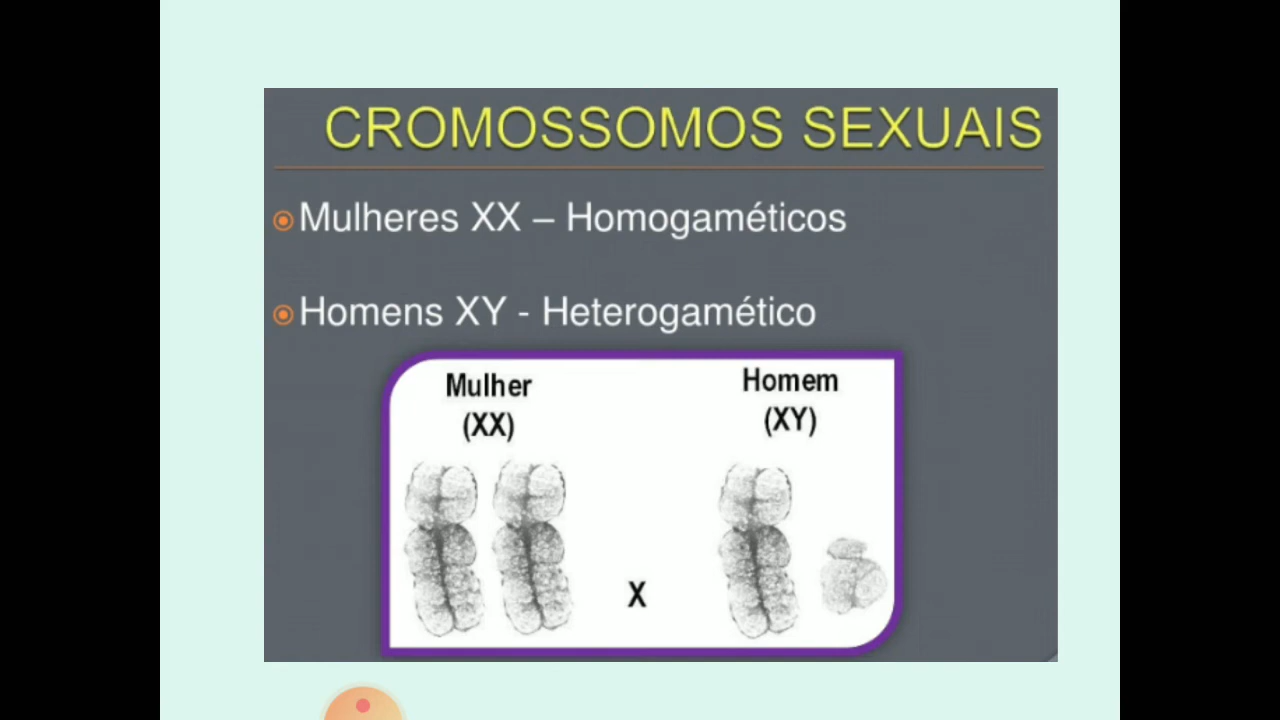 CROMOSSOMOS SEXUAIS
Mulheres XX – Homogaméticos
Homens XY - Heterogamético
Mulher
(XX)
Homem
(XY)
X